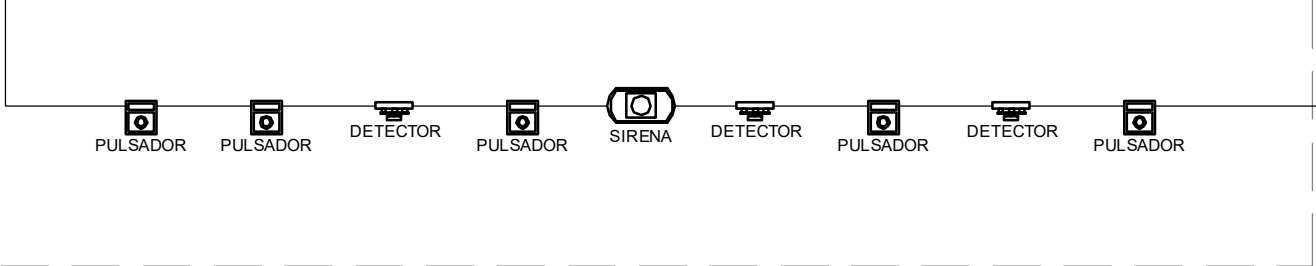 PULSADOR
PULSADOR
DETECTOR
PULSADOR
SIRENA
DETECTOR
PULSADOR
DETECTOR
PULSADOR